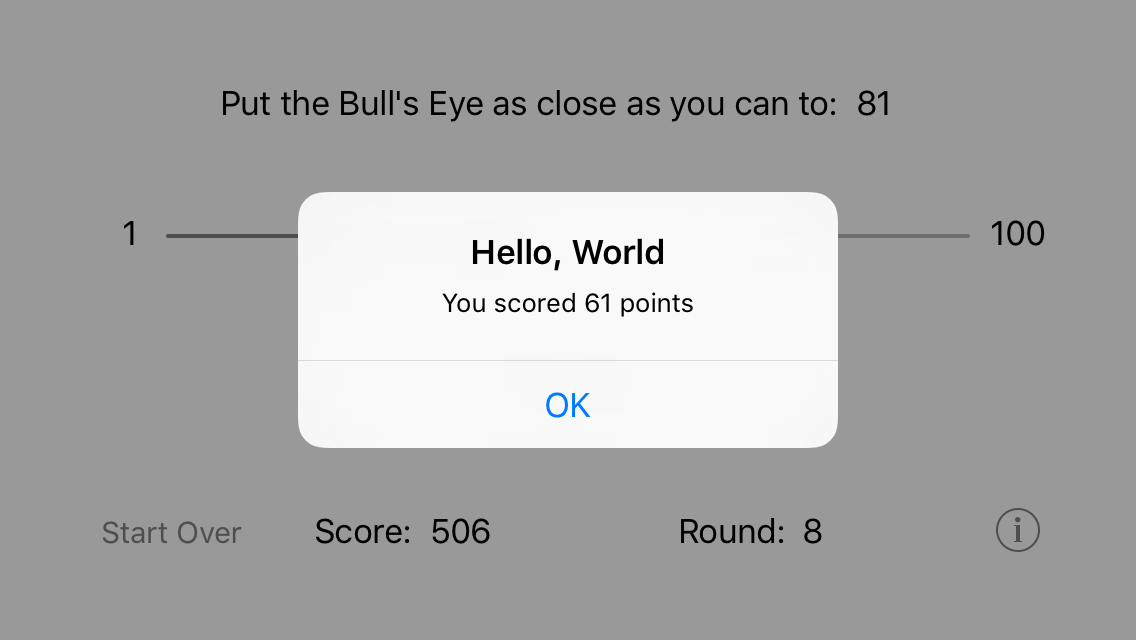 Put the Bull's Eye as close as you can to: 81
1 100
Hello, World
You scored 61 points
OK
Start Over Score: 506 Round: 8 i